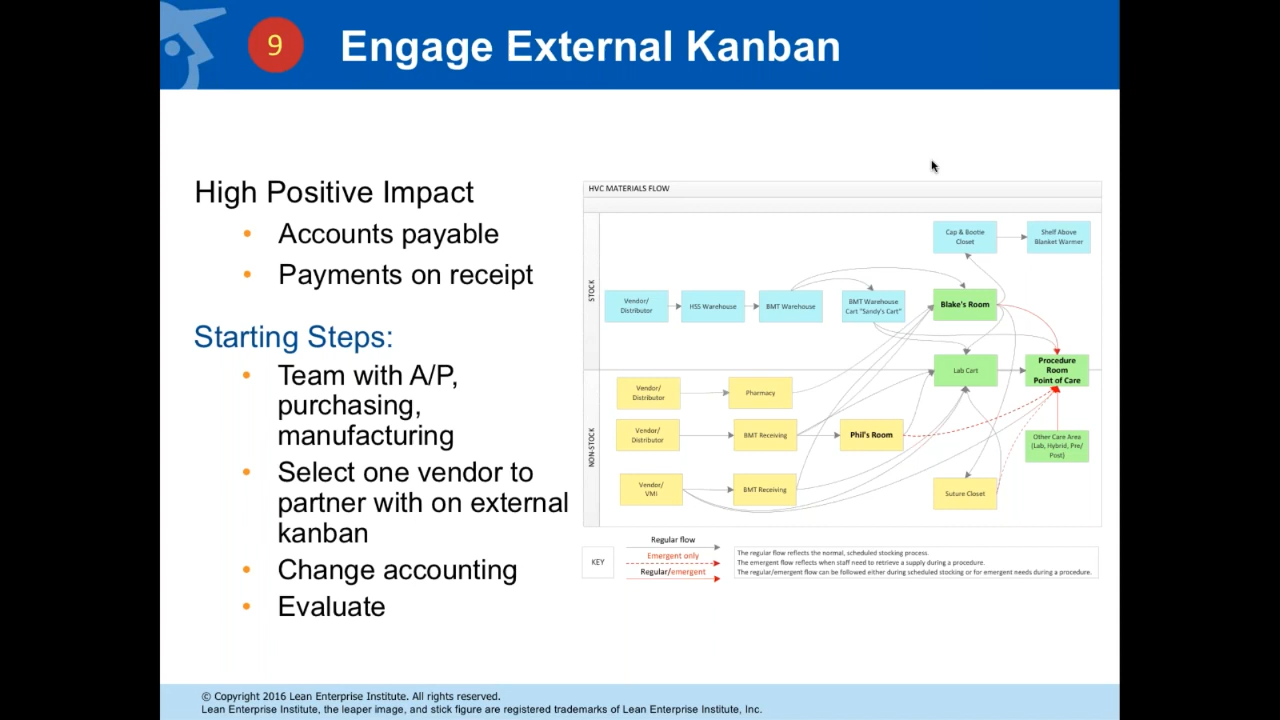 9
Engage External Kanban
High Positive Impact
• Accounts payable
• Payments on receipt
Starting Steps:
• Team with A/P,
purchasing,
manufacturing
• Select one vendor to
partner with on external
kanban
• Change accounting
• Evaluate
HVC MATERIALS FLOW
STOCK
Cap & Bootie
Closet
Shelf Above
Blanket Warmer
Vendor/
Distributor
HSS Warehouse
BMT Warehouse
BMT Warehouse
Cart "Sandy's Cart"
Blake's Room
Lab Cart
Procedure
Room
Point of Care
NON-STOCK
Vendor/
Distributor
Pharmacy
Vendor/
Distributor
BMT Receiving
Phil's Room
Other Care Area
(Lab, Hybrid, Pre/
Post)
Vendor/
VMI
BMT Receiving
Suture Closet
KEY
Regular flow
Emergent only
Regular/emergent
The regular flow reflects the normal, scheduled stocking process.
The emergent flow reflects when staff need to retrieve a supply during a procedure.
The regular/emergent flow can be followed either during scheduled stocking or for emergent needs during a procedure.
© Copyright 2016 Lean Enterprise Institute. All rights reserved.
Lean Enterprise Institute, the leaper image, and stick figure are registered trademarks of Lean Enterprise Institute, Inc.